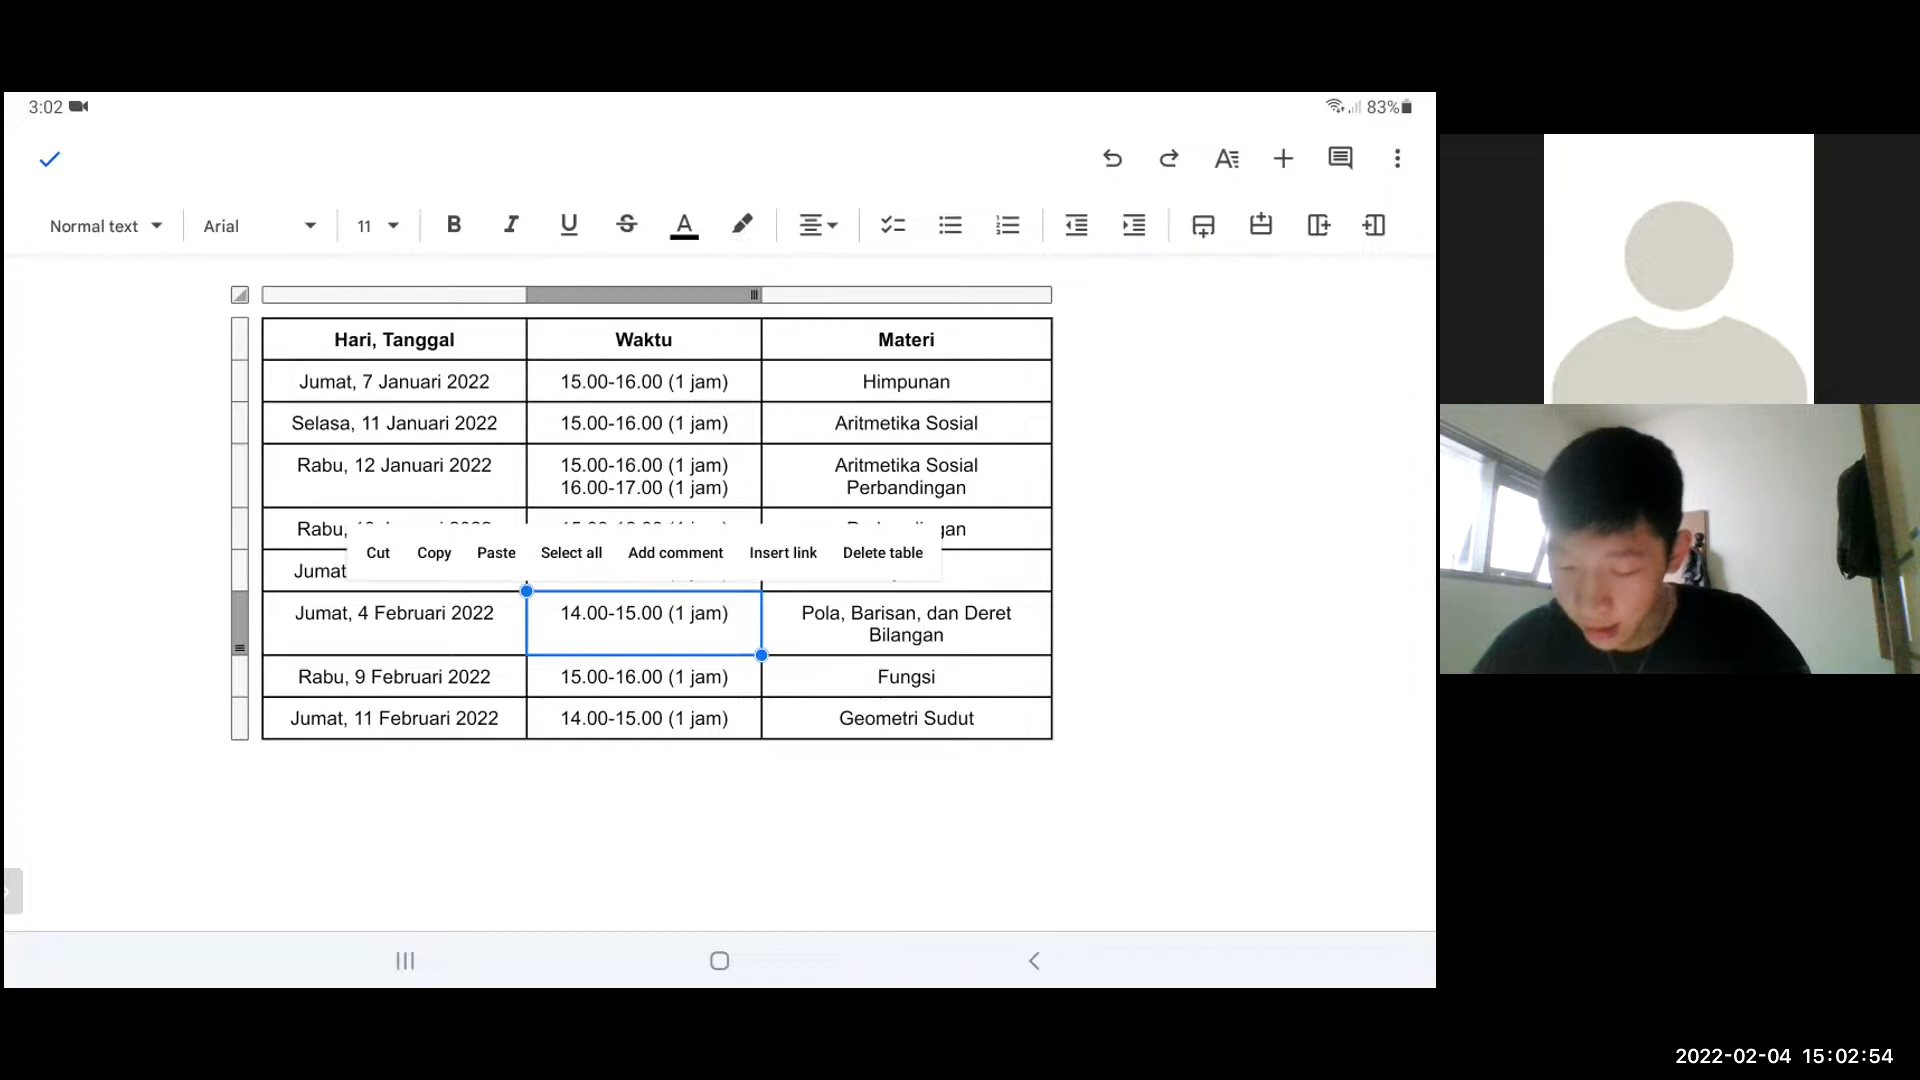 3:02
83%
Normal text
Arial
11
B
I
U
S
A
Hari, Tanggal
Waktu
Materi
Jumat, 7 Januari 2022
15.00-16.00 (1 jam)
Himpunan
Selasa, 11 Januari 2022
15.00-16.00 (1 jam)
Aritmetika Sosial
Rabu, 12 Januari 2022
15.00-16.00 (1 jam)
16.00-17.00 (1 jam)
Aritmetika Sosial
Perbandingan
Rabu,
Cut
Copy
Paste
Select all
Add comment
Insert link
Delete table
Jumat
Jumat, 4 Februari 2022
14.00-15.00 (1 jam)
Pola, Barisan, dan Deret
Bilangan
Rabu, 9 Februari 2022
15.00-16.00 (1 jam)
Fungsi
Jumat, 11 Februari 2022
14.00-15.00 (1 jam)
Geometri Sudut
2022-02-04 15:02:54